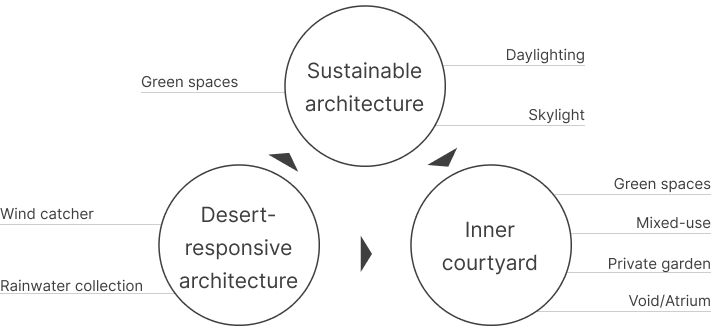 Sustainable
architecture
Green spaces
Daylighting
Skylight
Desert-
responsive
architecture
Wind catcher
Rainwater collection
Inner
courtyard
Green spaces
Mixed-use
Private garden
Void/Atrium